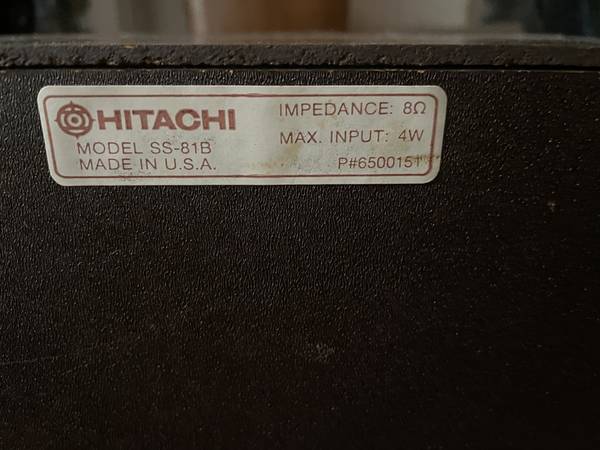 HITACHI
MODEL SS-81B
MADE IN U.S.A.
IMPEDANCE: 8Ω
MAX. INPUT: 4W
P#6500151